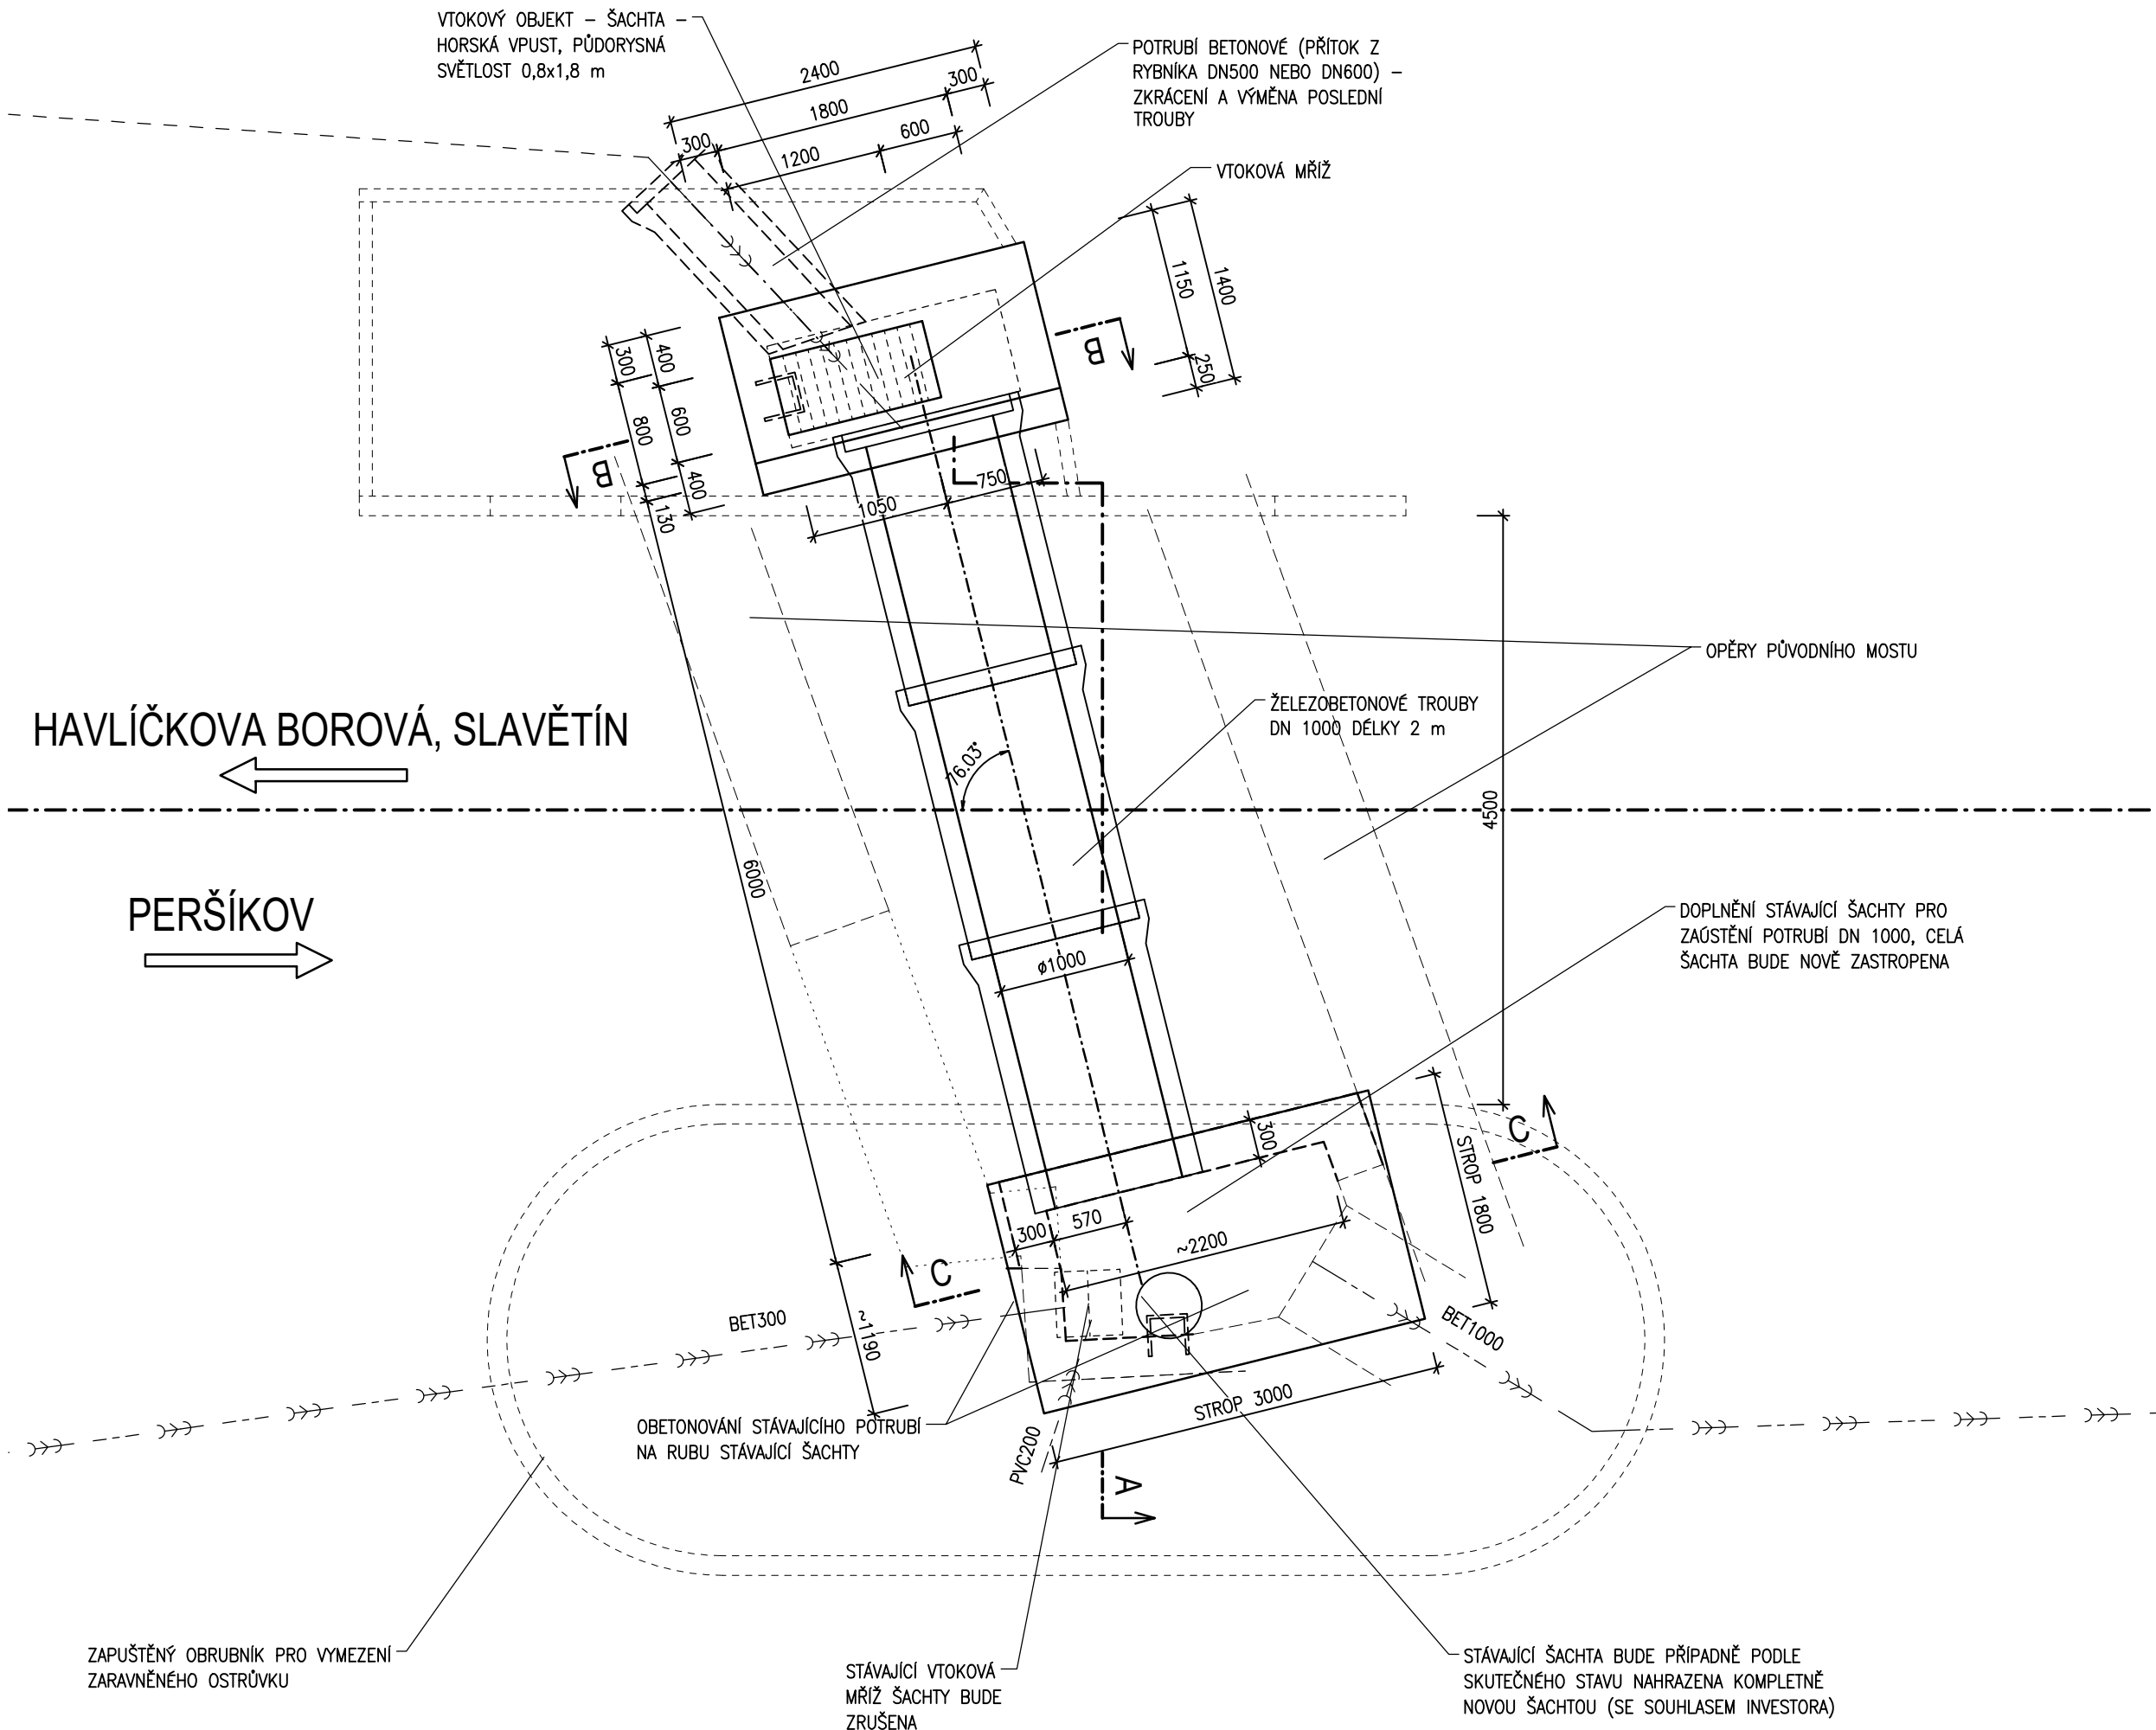 VTOKOVÝ OBJEKT – ŠACHTA –
HORSKÁ VPUST, PŮDORYSNÁ
SVĚTLOST 0,8x1,8 m
POTRUBÍ BETONOVÉ (PŘÍTOK Z
RYBNÍKA DN500 NEBO DN600) –
ZKRÁCENÍ A VÝMĚNA POSLEDNÍ
TROUBY
VTOKOVÁ MŘÍŽ
2400
300
1800
300
600
1200
1150
1400
250
B
B
300
400
800
600
400
130
750
1050
OPĚRY PŮVODNÍHO MOSTU
ŽELEZOBETONOVÉ TROUBY
DN 1000 DÉLKY 2 m
HAVLÍČKOVA BOROVÁ, SLAVĚTÍN
76.03°
4500
6000
PERŠÍKOV
DOPLNĚNÍ STÁVAJÍCÍ ŠACHTY PRO
ZAÚSTĚNÍ POTRUBÍ DN 1000, CELÁ
ŠACHTA BUDE NOVĚ ZASTROPENA
ø1000
300
C
STROP 1800
300
570
~2200
C
BET300
~1190
BET1000
STROP 3000
OBETONOVÁNÍ STÁVAJÍCÍHO POTRUBÍ
NA RUBU STÁVAJÍCÍ ŠACHTY
PVC200
A
ZAPUŠTĚNÝ OBRUBNÍK PRO VYMEZENÍ
ZARAVNĚNÉHO OSTRŮVKU
STÁVAJÍCÍ VTOKOVÁ
MŘÍŽ ŠACHTY BUDE
ZRUŠENA
STÁVAJÍCÍ ŠACHTA BUDE PŘÍPADNĚ PODLE
SKUTEČNÉHO STAVU NAHRAZENA KOMPLETNĚ
NOVOU ŠACHTOU (SE SOUHLASEM INVESTORA)